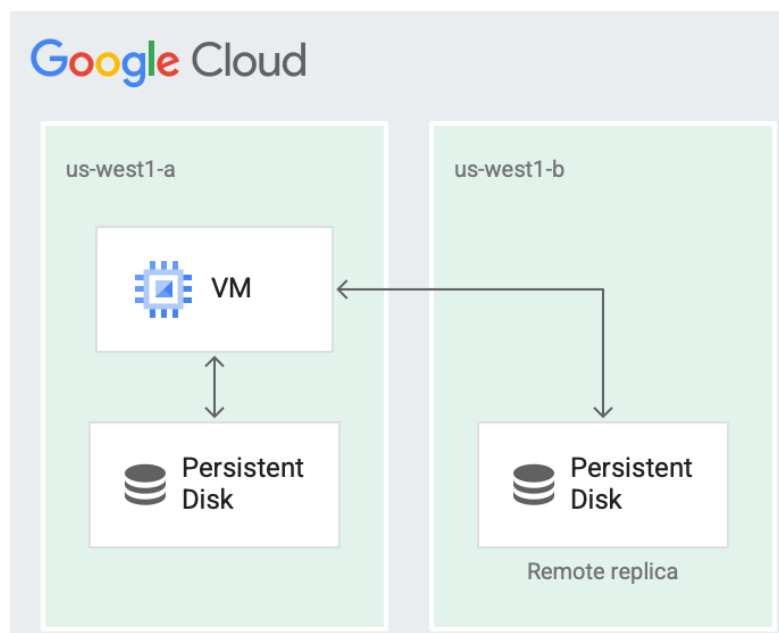 Google Cloud
us-west1-a
us-west1-b
VM
Persistent
Disk
Persistent
Disk
Remote replica